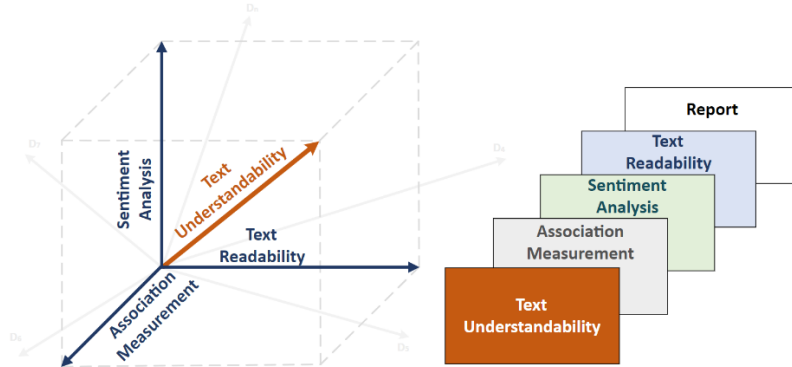 Sentiment
Analysis
Text
Understandability
Text
Readability
Association
Measurement
Report
Text
Readability
Sentiment
Analysis
Association
Measurement
Text
Understandability